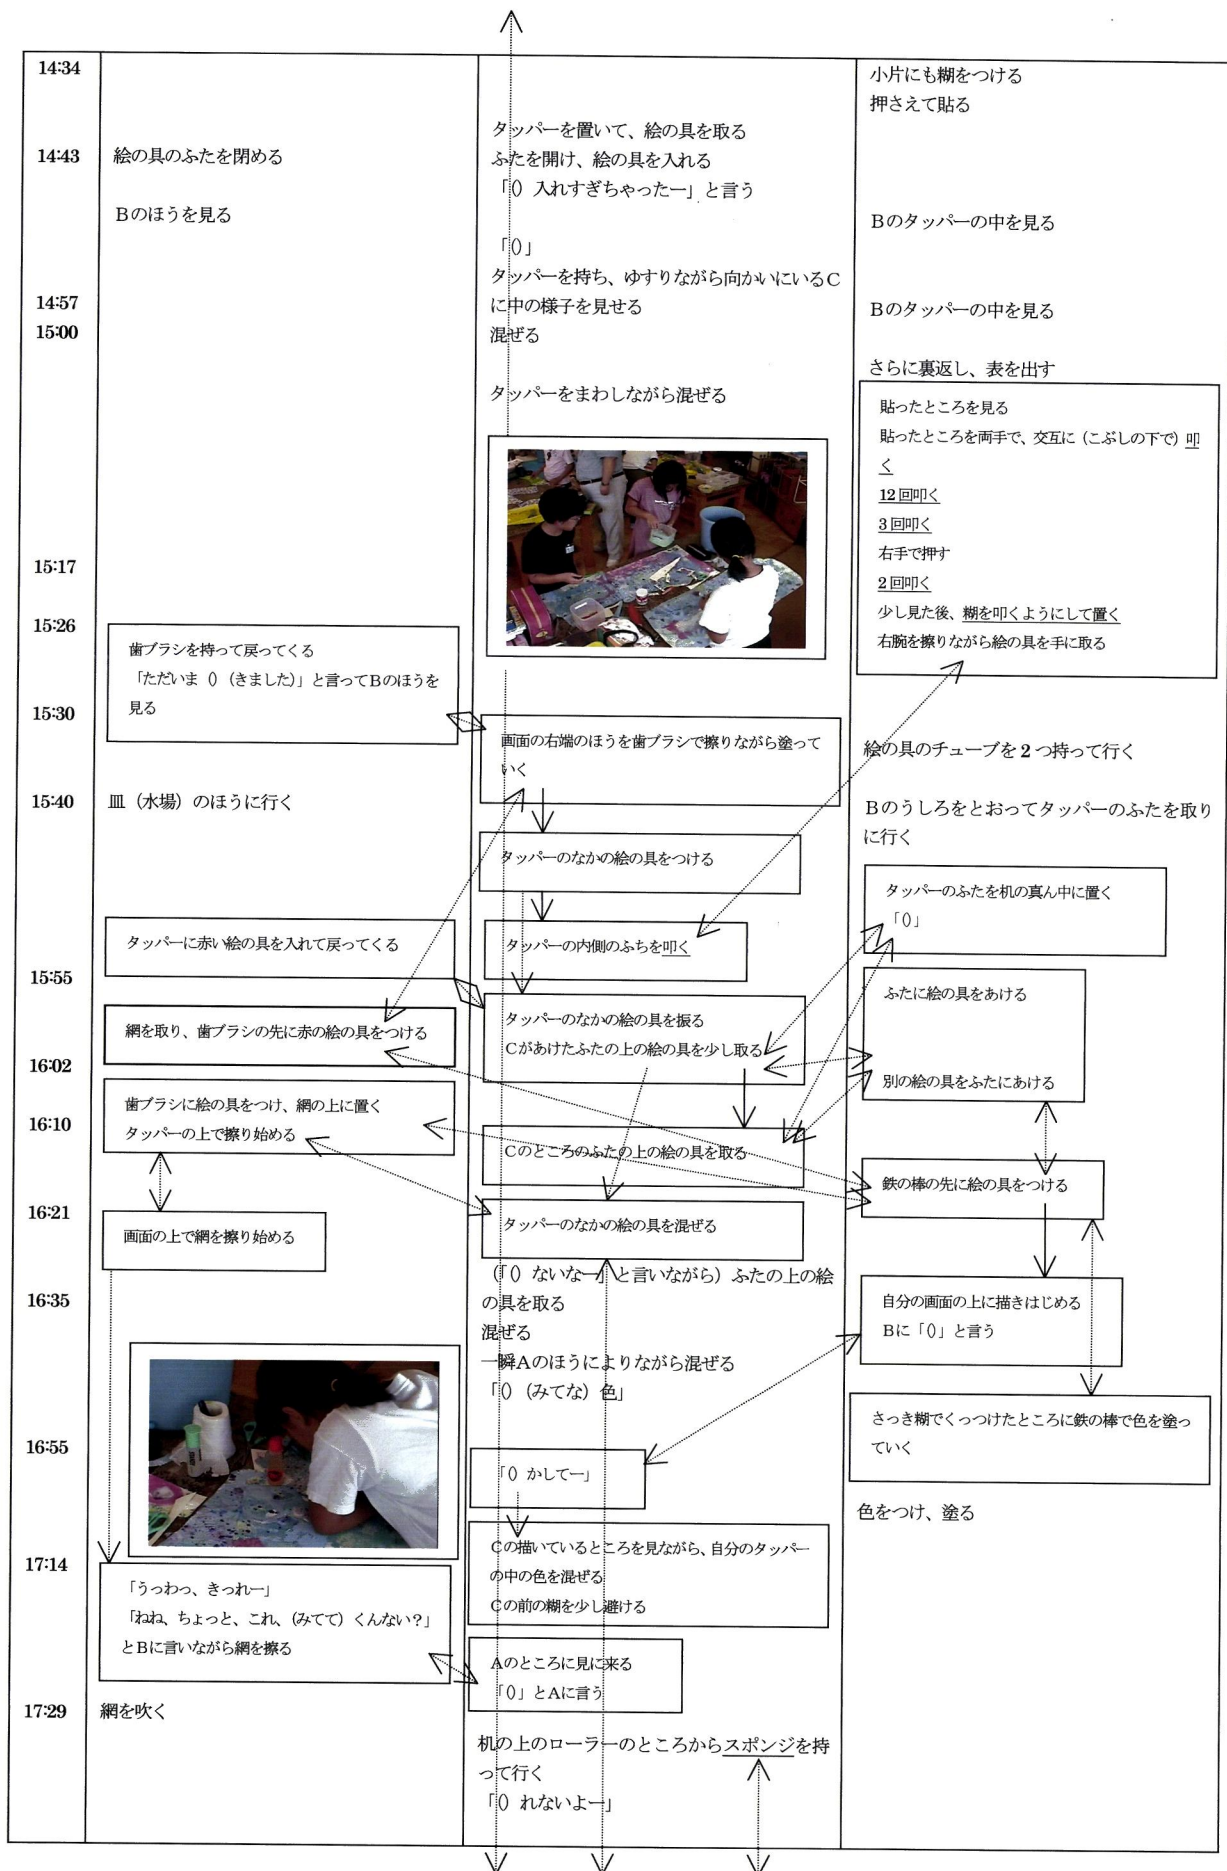 14:34
小片にも糊をつける
押さえて貼る
タッパーを置いて、絵の具を取る
14:43
絵の具のふたを閉める
ふたを開け、絵の具を入れる
「() 入れすぎちゃったー」と言う
Bのほうを見る
Bのタッパーの中を見る
「()」
タッパーを持ち、ゆすりながら向かいにいるC
に中の様子を見せる
14:57
Bのタッパーの中を見る
15:00
混ぜる
さらに裏返し、表を出す
タッパーをまわしながら混ぜる
貼ったところを見る
貼ったところを両手で、交互に(こぶしの下で)叩
く
12回叩く
3回叩く
右手で押す
15:17
2回叩く
少し見た後、糊を叩くようにして置く
右腕を擦りながら絵の具を手に取る
15:26
歯ブラシを持って戻ってくる
「ただいま () (きました)」と言ってBのほうを
見る
15:30
画面の右端のほうを歯ブラシで擦りながら塗って
いく
絵の具のチューブを2つ持って行く
15:40
皿(水場)のほうに行く
Bのうしろをとおってタッパーのふたを取り
に行く
タッパーのなかの絵の具をつける
タッパーのふたを机の真ん中に置く
「()」
タッパーに赤い絵の具を入れて戻ってくる
タッパーの内側のふちを叩く
15:55
ふたに絵の具をあける
タッパーのなかの絵の具を振る
Cがあけたふたの上の絵の具を少し取る
網を取り、歯ブラシの先に赤の絵の具をつける
16:02
別の絵の具をふたにあける
歯ブラシに絵の具をつけ、網の上に置く
タッパーの上で擦り始める
16:10
Cのところのふたの上の絵の具を取る
鉄の棒の先に絵の具をつける
16:21
タッパーのなかの絵の具を混ぜる
画面の上で網を擦り始める
(「() ないなー」と言いながら)ふたの上の絵
の具を取る
16:35
自分の画面の上に描きはじめる
Bに「()」と言う
混ぜる
一瞬Aのほうによりながら混ぜる
「() (みてな) 色」
さっき糊でくっつけたところに鉄の棒で色を塗っ
ていく
16:55
「() かしてー」
色をつけ、塗る
Cの描いているところを見ながら、自分のタッパー
の中の色を混ぜる
Cの前の糊を少し避ける
17:14
「うっわっ、きっれー」
「ねね、ちょっと、これ、(みてて) くんない?」
とBに言いながら網を擦る
Aのところに見に来る
「()」とAに言う
17:29
網を吹く
机の上のローラーのところからスポンジを持
って行く
「() れないよー」